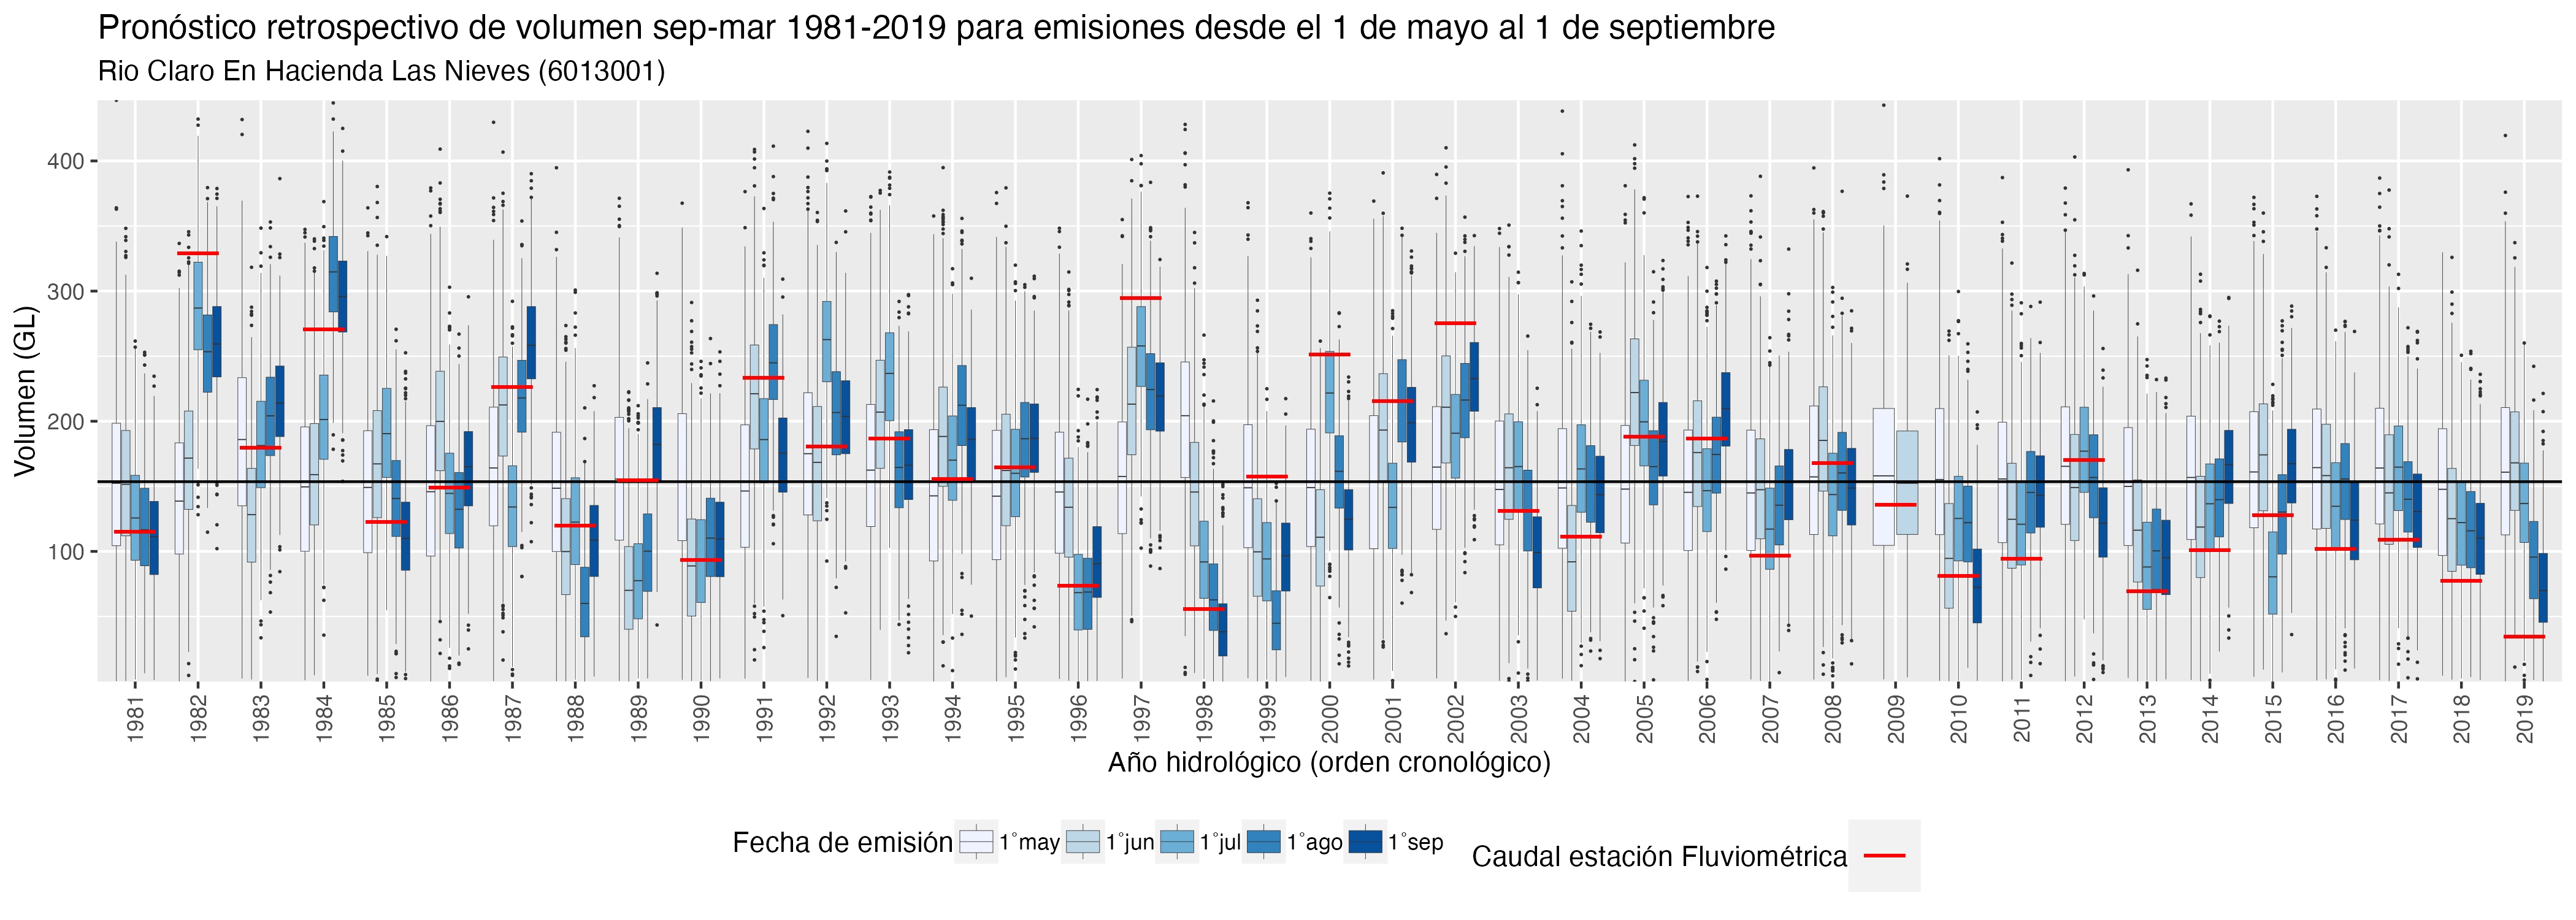 Pronóstico retrospectivo de volumen sep-mar 1981-2019 para emisiones desde el 1 de mayo al 1 de septiembre
Rio Claro En Hacienda Las Nieves (6013001)
Volumen (GL)
400
300
200
100
1981 1982 1983 1984 1985 1986 1987 1988 1989 1990 1991 1992 1993 1994 1995 1996 1997 1998 1999 2000 2001 2002 2003 2004 2005 2006 2007 2008 2009 2010 2011 2012 2013 2014 2015 2016 2017 2018 2019
Año hidrológico (orden cronológico)
Fecha de emisión 1°may 1°jun 1°jul 1°ago 1°sep
Caudal estación Fluviométrica